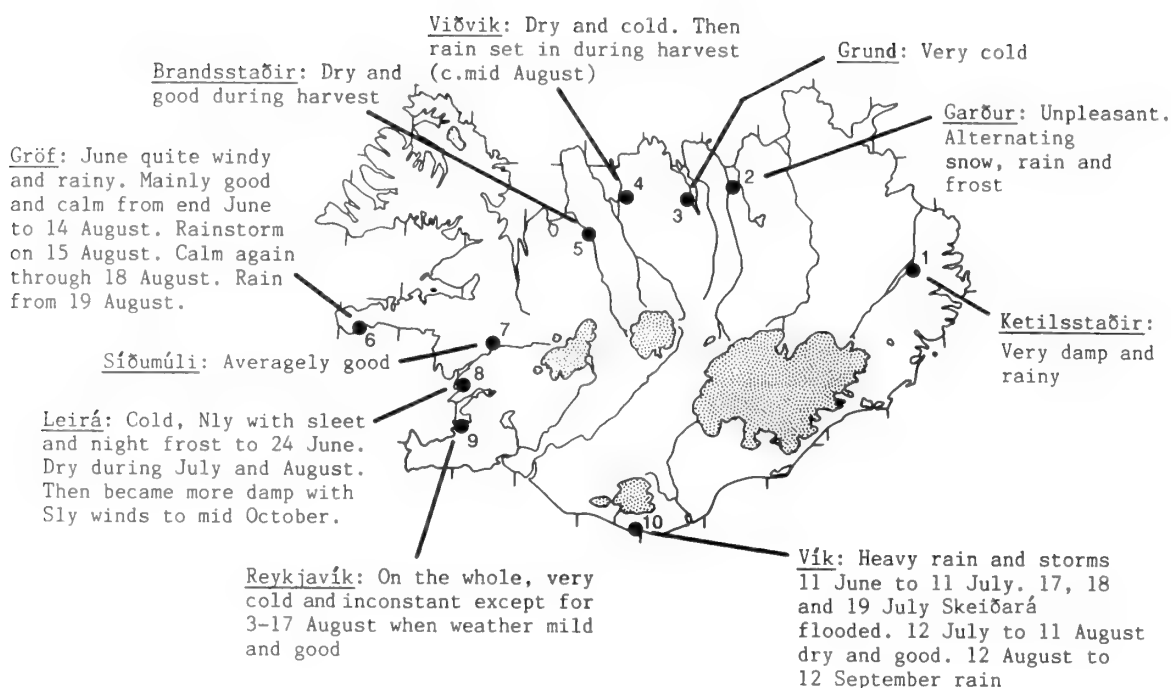 Viðvik: Dry and cold. Then
rain set in during harvest
(c.mid August)
Grund: Very cold
Brandsstaðir: Dry and
good during harvest
Garður: Unpleasant.
Alternating
snow, rain and
frost
Gröf: June quite windy
and rainy. Mainly good
and calm from end June
to 14 August. Rainstorm
on 15 August. Calm again
through 18 August. Rain
from 19 August.
4
3
2
5
1
6
7
Ketilsstaðir:
Very damp and
rainy
Síðumúli: Averagely good
8
Leirá: Cold, Nly with sleet
and night frost to 24 June.
Dry during July and August.
Then became more damp with
Sly winds to mid October.
9
10
Reykjavík: On the whole, very
cold and inconstant except for
3-17 August when weather mild
and good
Vík: Heavy rain and storms
11 June to 11 July. 17, 18
and 19 July Skeiðará
flooded. 12 July to 11 August
dry and good. 12 August to
12 September rain